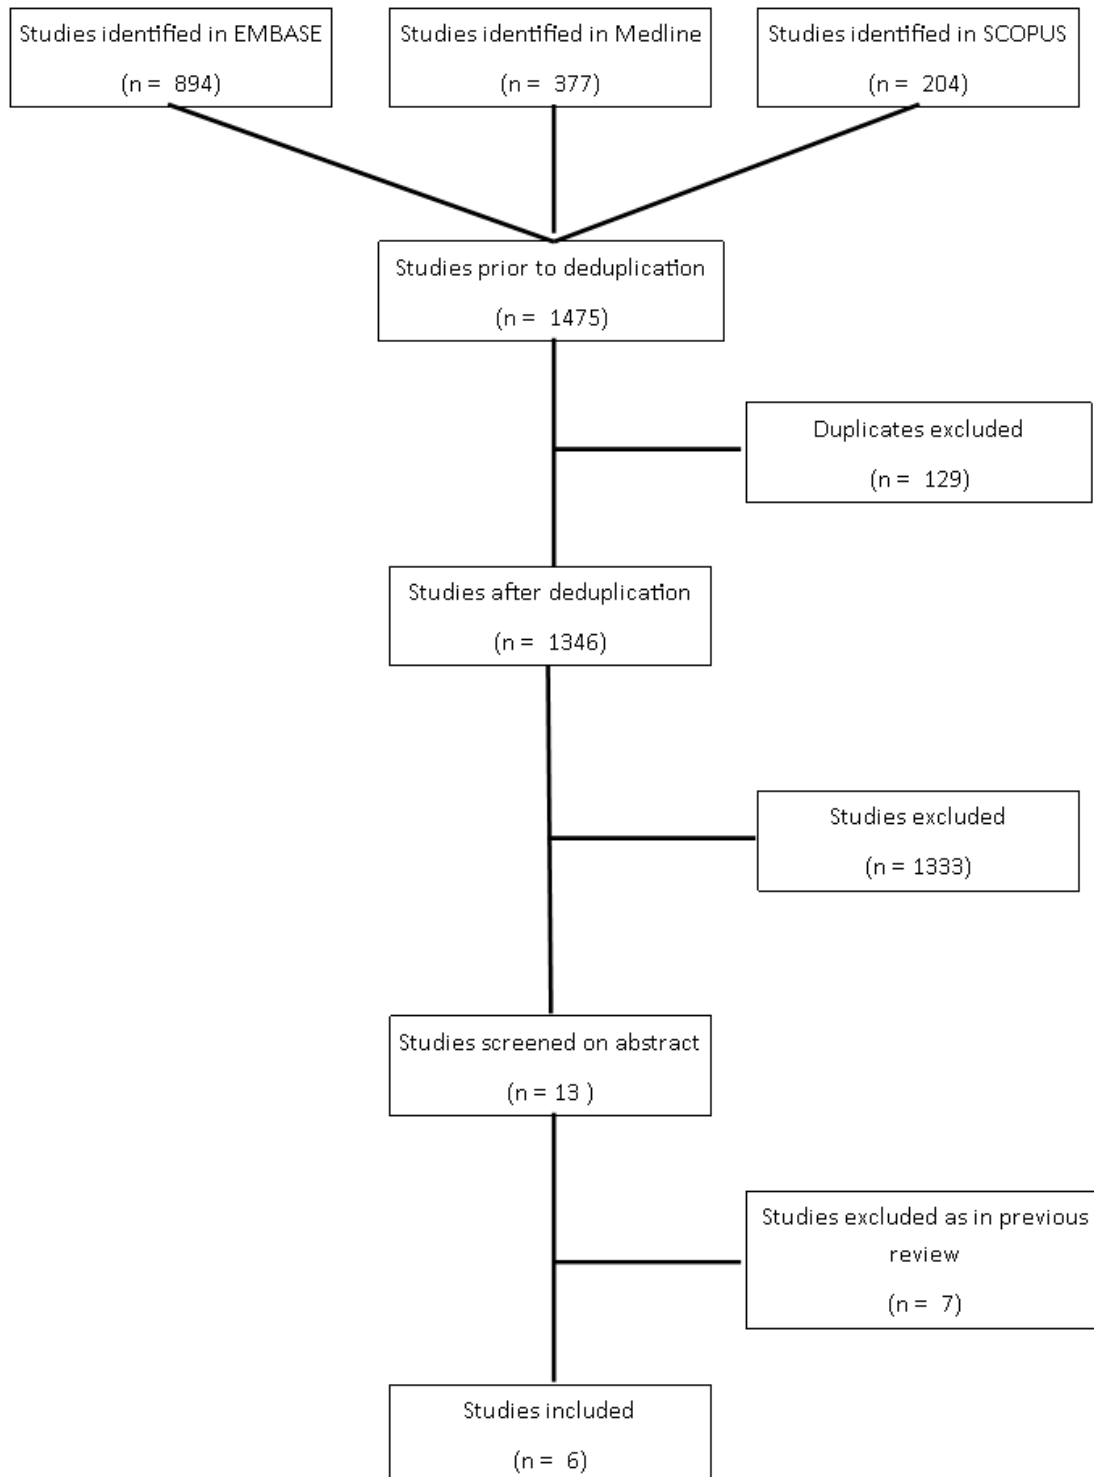 Studies identified in EMBASE
(n =  894)
Studies identified in Medline
(n =  377)
Studies identified in SCOPUS
(n =  204)
Studies prior to deduplication
(n =  1475)
Duplicates excluded
(n =  129)
Studies after deduplication
(n =  1346)
Studies excluded
(n = 1333)
Studies screened on abstract
(n = 13 )
Studies excluded as in previous
review
(n =  7)
Studies included
(n =  6)